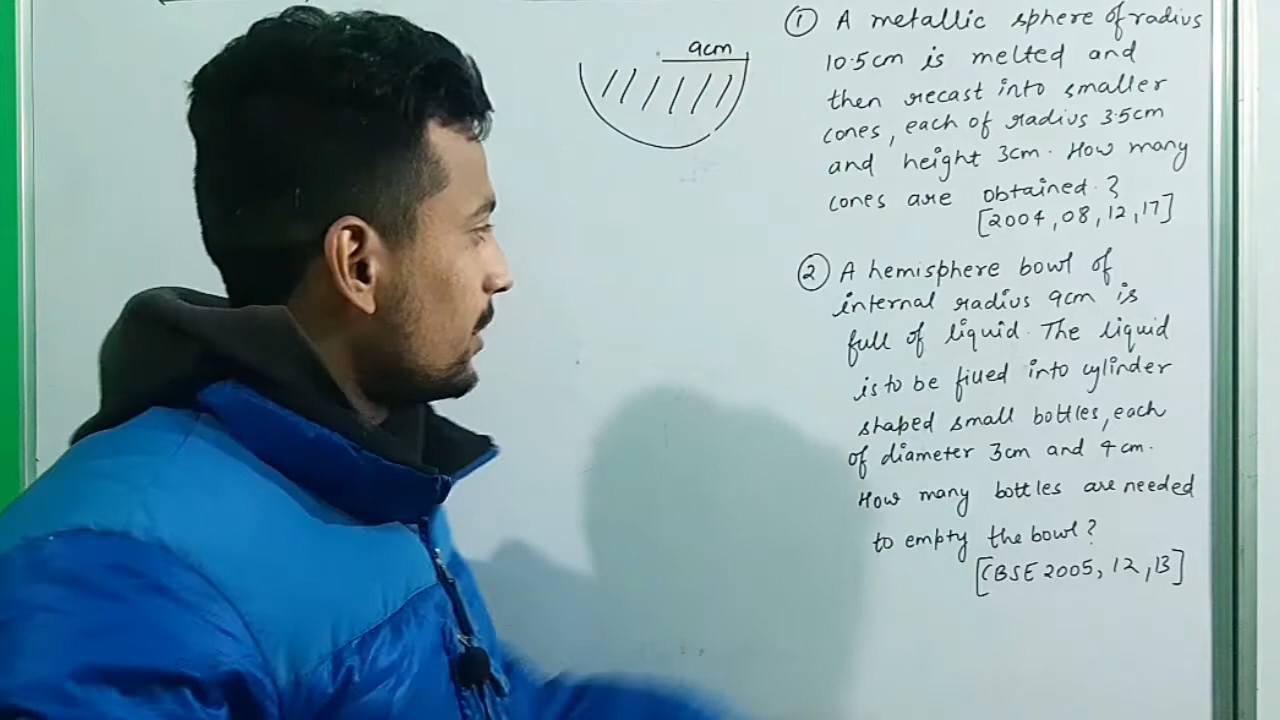 9cm
① A metallic sphere of radius
10.5cm is melted and
then recast into smaller
cones, each of radius 3.5cm
and height 3cm. How many
cones are obtained.?
[2004, 08, 12, 17]
② A hemisphere bowl of
internal radius 9cm is
full of liquid. The liquid
is to be filled into cylinder
shaped small bottles, each
of diameter 3cm and 4cm.
How many bottles are needed
to empty the bowl?
[CBSE 2005, 12, 13]